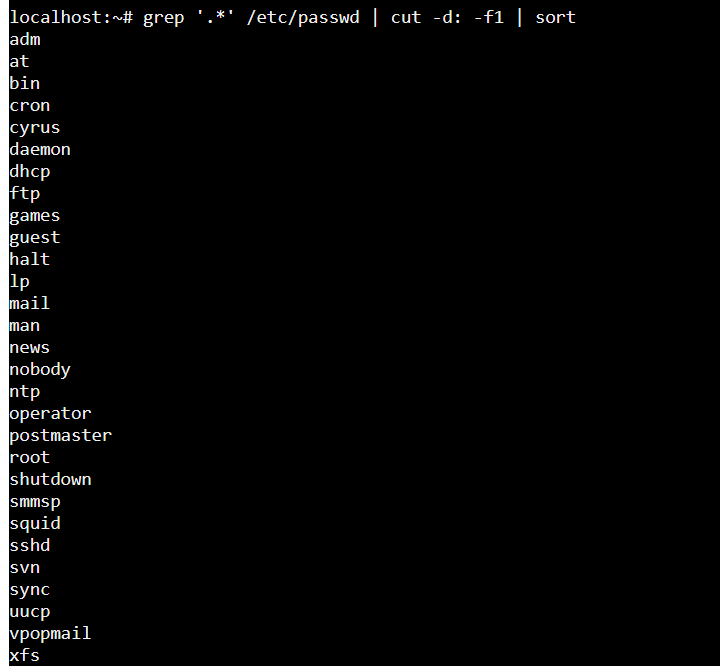 localhost:~# grep '.*' /etc/passwd | cut -d: -f1 | sort
adm
at
bin
cron
cyrus
daemon
dhcp
ftp
games
guest
halt
lp
mail
man
news
nobody
ntp
operator
postmaster
root
shutdown
smmsp
squid
sshd
svn
sync
uucp
vpopmail
xfs